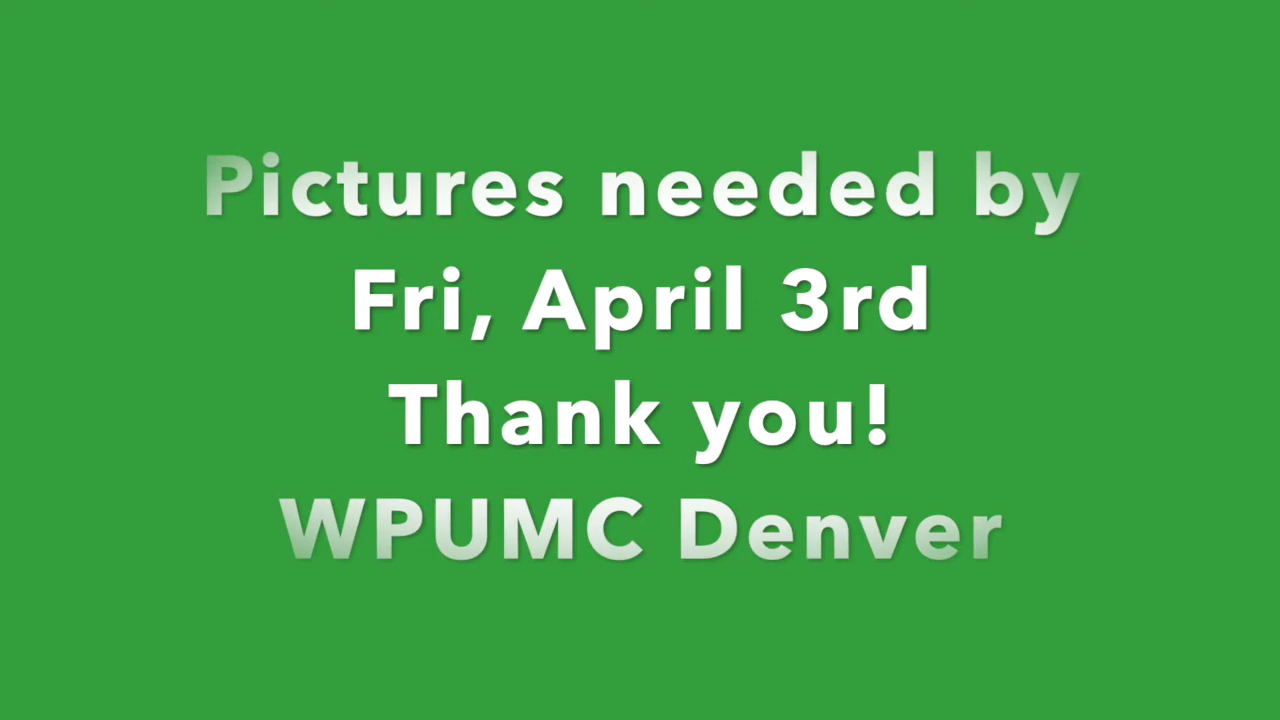 Pictures needed by
Fri, April 3rd
Thank you!
WPUMC Denver